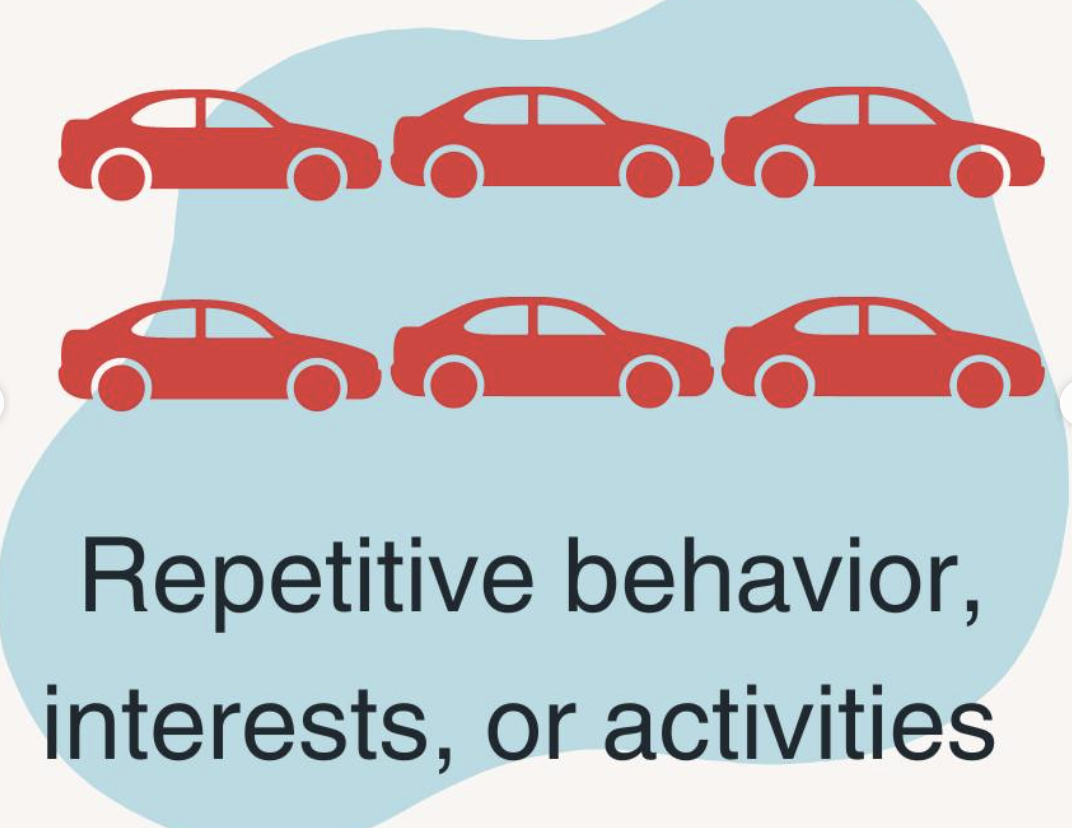 Repetitive behavior,
interests, or activities